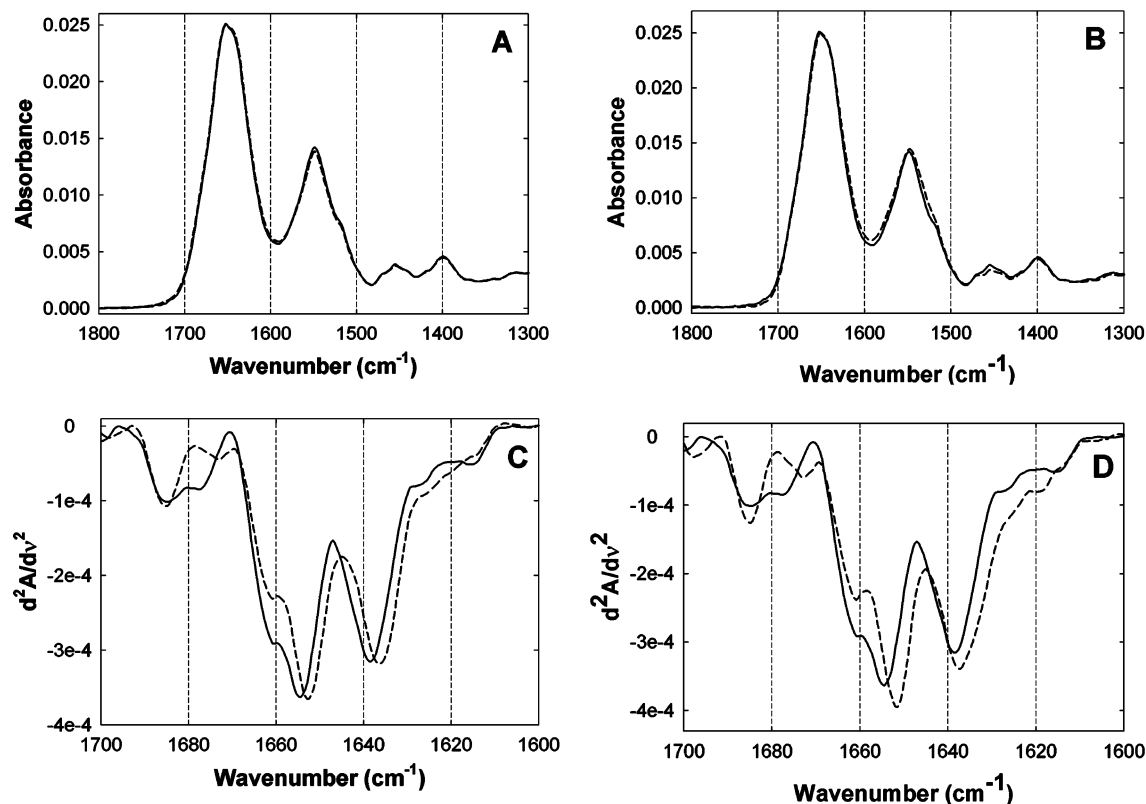 A
0.025
0.020
0.015
0.010
0.005
0.000
Absorbance
1800 1700 1600 1500 1400 1300
Wavenumber (cm⁻¹)
B
0.025
0.020
0.015
0.010
0.005
0.000
Absorbance
1800 1700 1600 1500 1400 1300
Wavenumber (cm⁻¹)
C
0
-1e-4
-2e-4
-3e-4
-4e-4
d²A/dν²
1700 1680 1660 1640 1620 1600
Wavenumber (cm⁻¹)
D
0
-1e-4
-2e-4
-3e-4
-4e-4
d²A/dν²
1700 1680 1660 1640 1620 1600
Wavenumber (cm⁻¹)